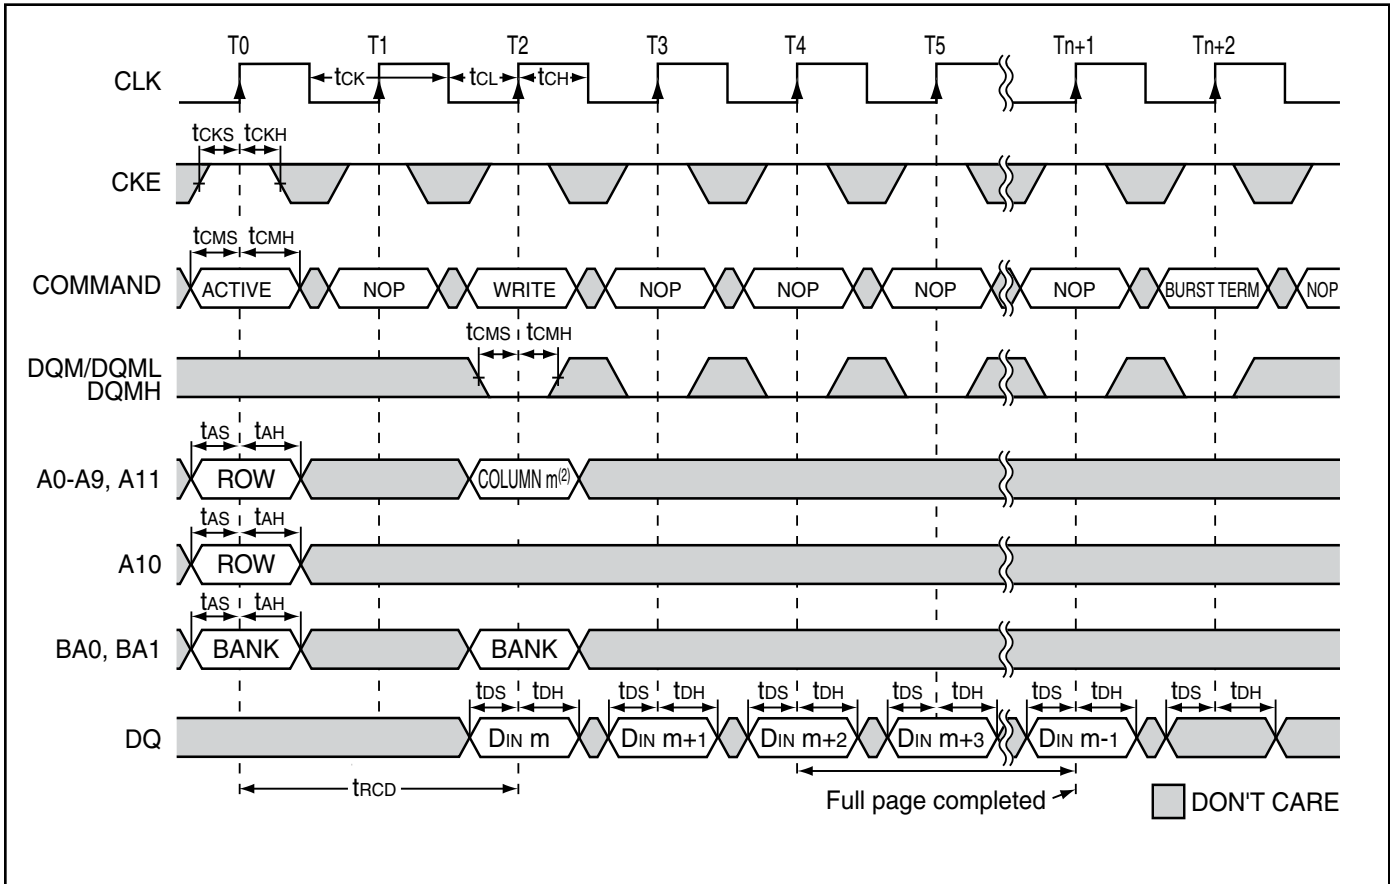 T0 T1 T2 T3 T4 T5 Tn+1 Tn+2
CLK tCK tCL tCH
tCKS tCKH
CKE
tCMS tCMH
COMMAND ACTIVE NOP WRITE NOP NOP NOP NOP BURST TERM NOP
tCMS tCMH
DQM/DQML
DQMH
tAS tAH
A0-A9, A11 ROW COLUMN m(2)
tAS tAH
A10 ROW
tAS tAH
BA0, BA1 BANK BANK
tDS tDH tDS tDH tDS tDH tDS tDH tDS tDH tDS tDH
DQ DIN m DIN m+1 DIN m+2 DIN m+3 DIN m-1
tRCD
Full page completed
DON'T CARE